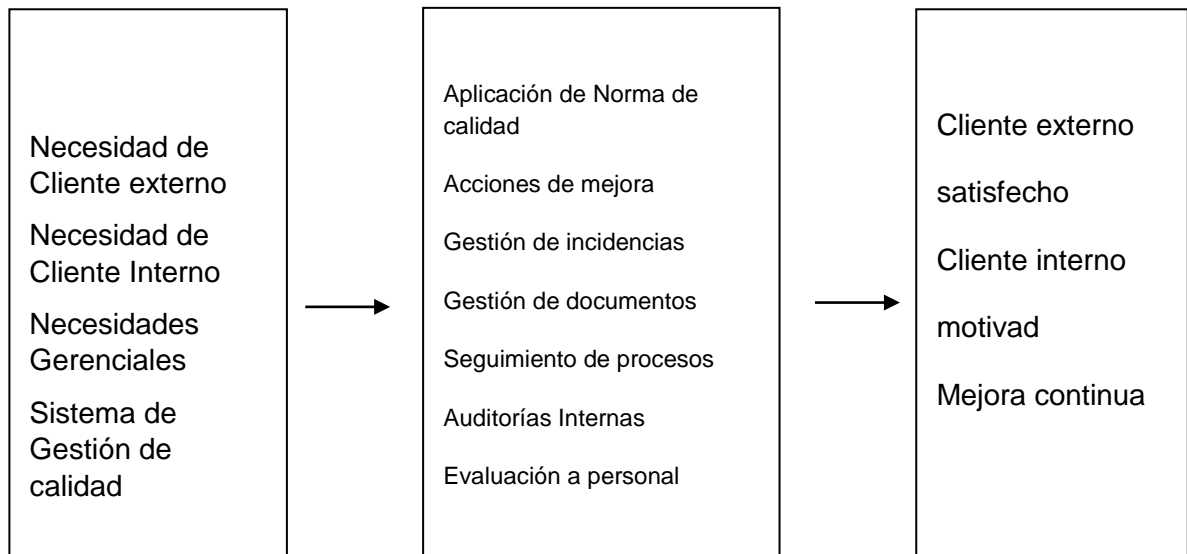 Necesidad de
Cliente externo
Necesidad de
Cliente Interno
Necesidades
Gerenciales
Sistema de
Gestión de
calidad
Aplicación de Norma de
calidad
Acciones de mejora
Gestión de incidencias
Gestión de documentos
Seguimiento de procesos
Auditorías Internas
Evaluación a personal
Cliente externo
satisfecho
Cliente interno
motivad
Mejora continua